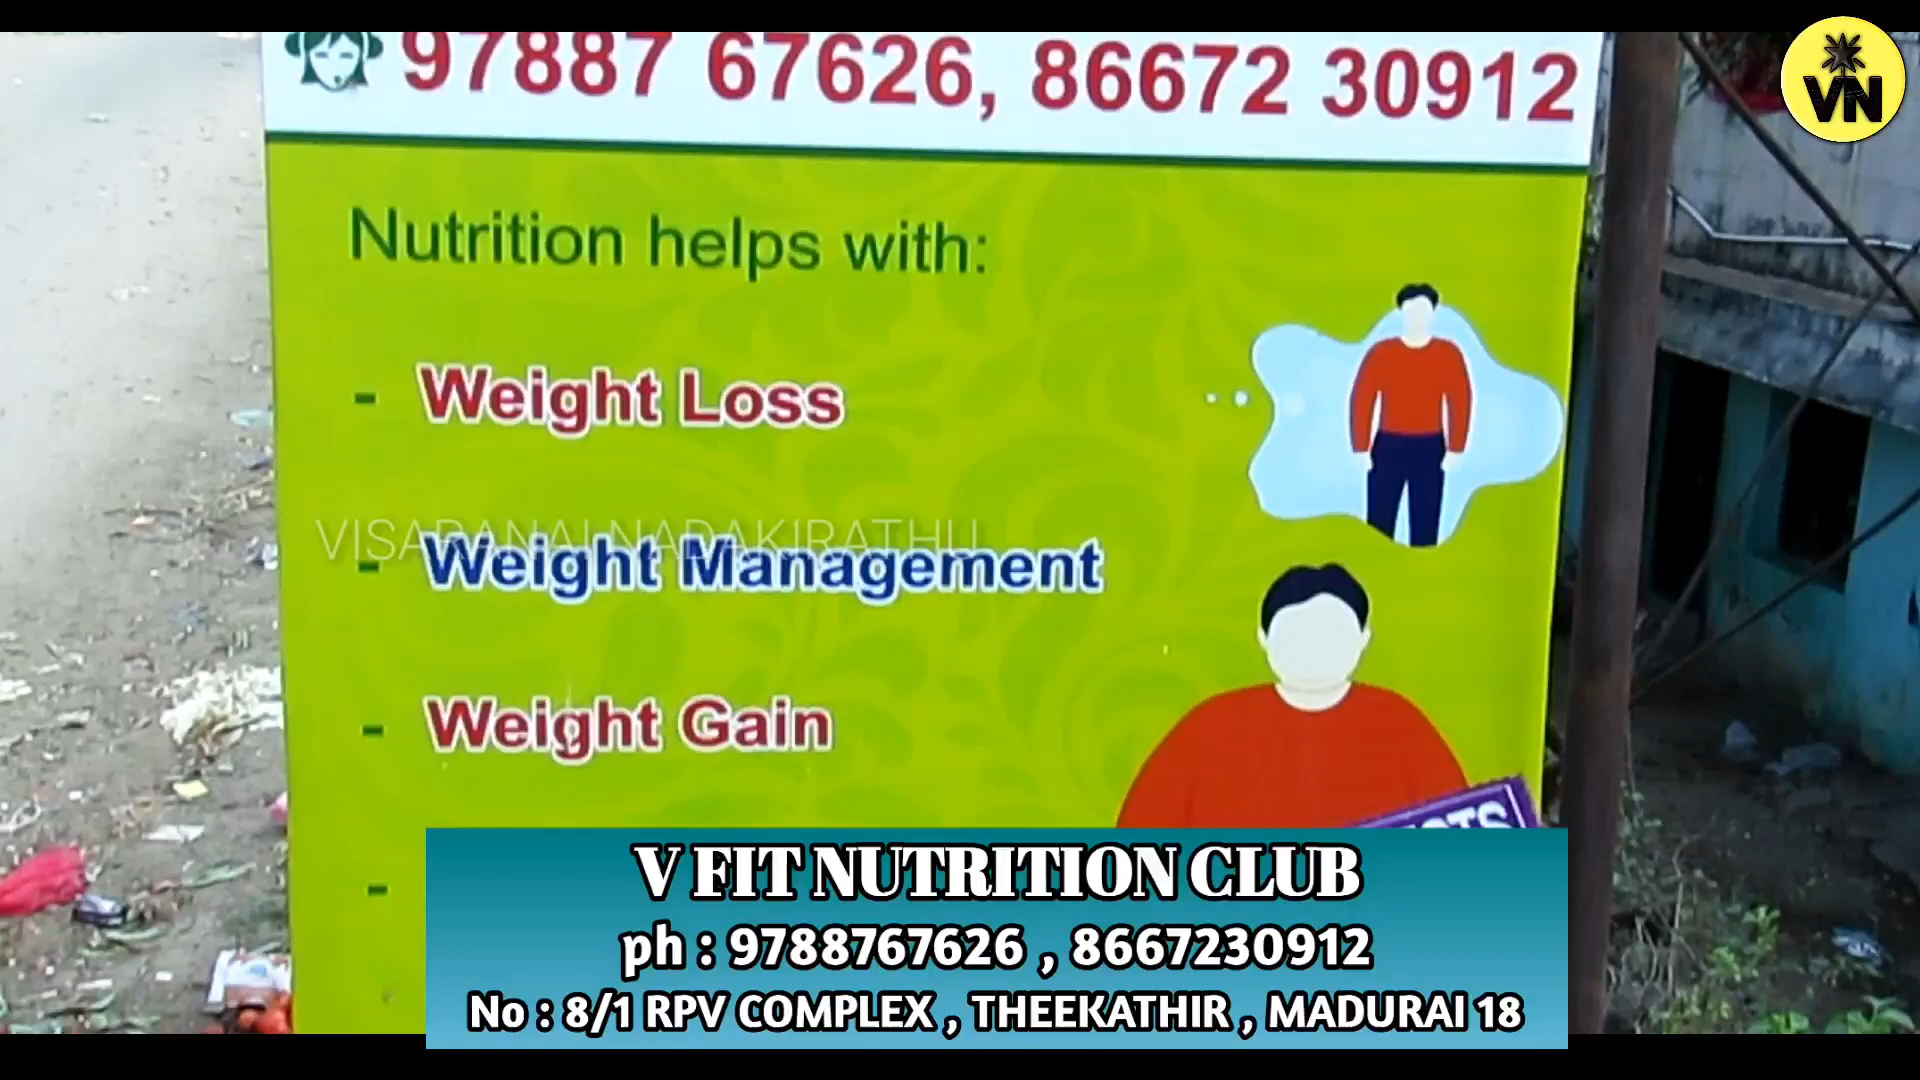 VN
97887 67626, 86672 30912
Nutrition helps with:
- Weight Loss
VISARANAI NADAKIRATHU
- Weight Management
- Weight Gain
-
V FIT NUTRITION CLUB
ph : 9788767626 , 8667230912
No : 8/1 RPV COMPLEX , THEEKATHIR , MADURAI 18